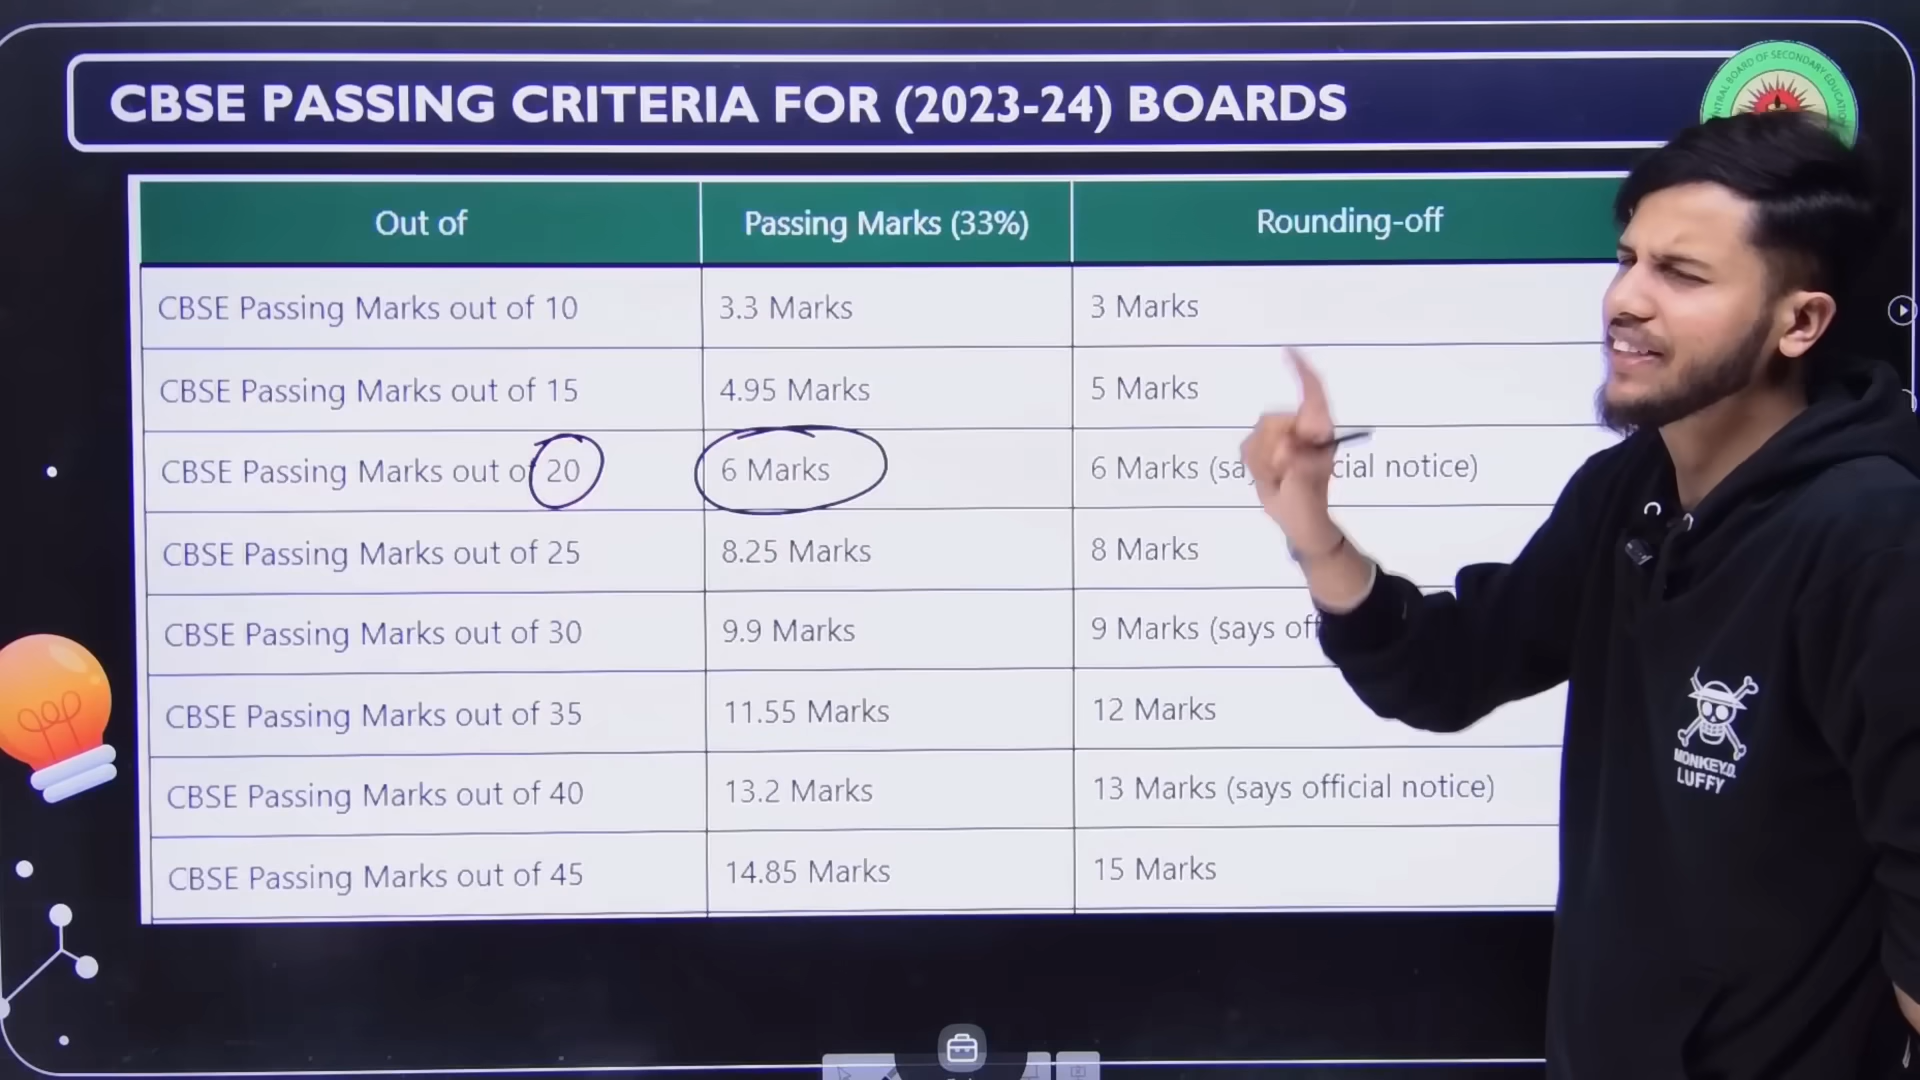 CBSE PASSING CRITERIA FOR (2023-24) BOARDS
NTRAL BOARD OF SECONDARY EDUCATION
Out of Passing Marks (33%) Rounding-off
CBSE Passing Marks out of 10 3.3 Marks 3 Marks
CBSE Passing Marks out of 15 4.95 Marks 5 Marks
CBSE Passing Marks out of 20 6 Marks 6 Marks notice)
CBSE Passing Marks out of 25 8.25 Marks 8 Marks
CBSE Passing Marks out of 30 9.9 Marks 9 Marks (says
CBSE Passing Marks out of 35 11.55 Marks 12 Marks
CBSE Passing Marks out of 40 13.2 Marks 13 Marks (says official notice)
CBSE Passing Marks out of 45 14.85 Marks 15 Marks
MONKEY.D.
LUFFY